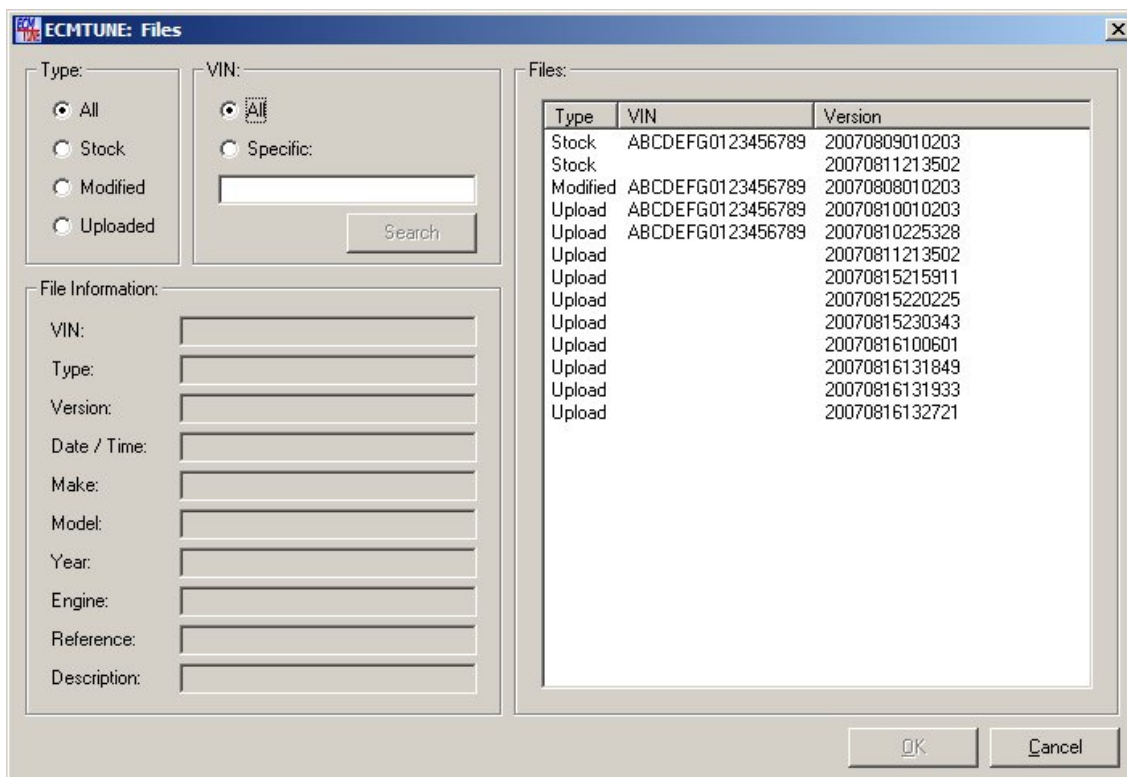 ECM TUNE ECMTUNE: Files
Type:
All
Stock
Modified
Uploaded
VIN:
All
Specific:
Search
File Information:
VIN:
Type:
Version:
Date / Time:
Make:
Model:
Year:
Engine:
Reference:
Description:
Files:
Type VIN Version
Stock ABCDEFG0123456789 20070809010203
Stock 20070811213502
Modified ABCDEFG0123456789 20070808010203
Upload ABCDEFG0123456789 20070810010203
Upload ABCDEFG0123456789 20070810225328
Upload 20070811213502
Upload 20070815215911
Upload 20070815220225
Upload 20070815230343
Upload 20070816100601
Upload 20070816131849
Upload 20070816131933
Upload 20070816132721
OK Cancel